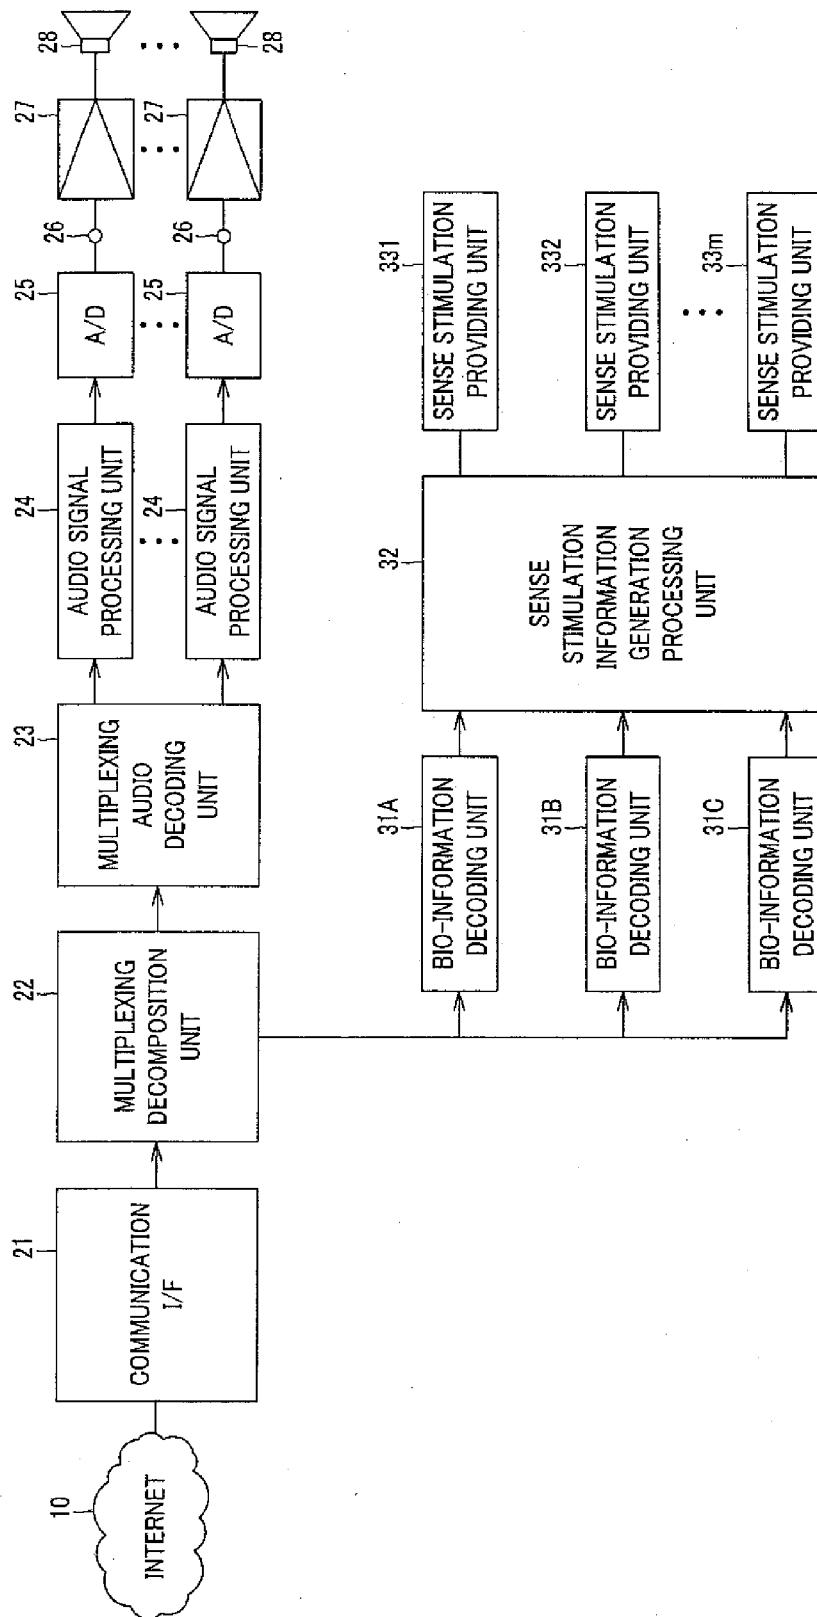 10
INTERNET
21
COMMUNICATION
I/F
22
MULTIPLEXING
DECOMPOSITION
UNIT
23
MULTIPLEXING
AUDIO
DECODING
UNIT
24
AUDIO SIGNAL
PROCESSING UNIT
24
AUDIO SIGNAL
PROCESSING UNIT
25
A/D
25
A/D
26
26
27
27
28
28
31A
BIO-INFORMATION
DECODING UNIT
31B
BIO-INFORMATION
DECODING UNIT
31C
BIO-INFORMATION
DECODING UNIT
32
SENSE
STIMULATION
INFORMATION
GENERATION
PROCESSING
UNIT
331
SENSE STIMULATION
PROVIDING UNIT
332
SENSE STIMULATION
PROVIDING UNIT
33m
SENSE STIMULATION
PROVIDING UNIT